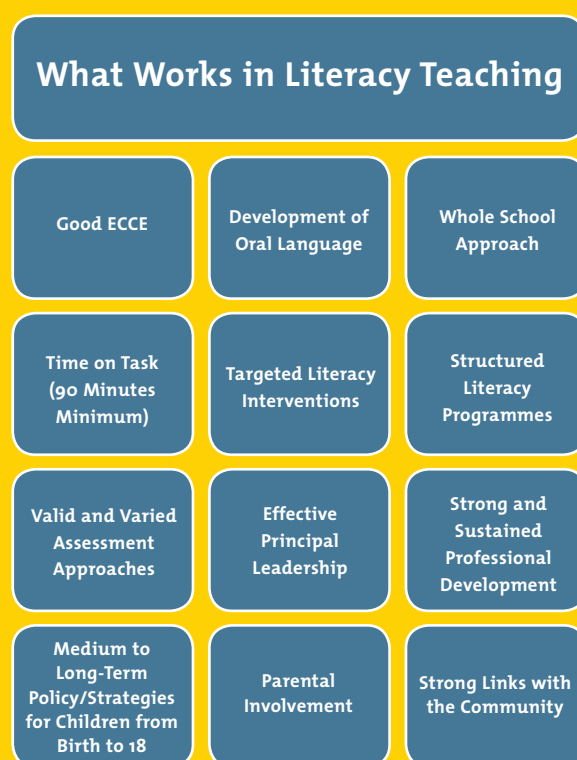 What Works in Literacy Teaching
Good ECCE
Development of
Oral Language
Whole School
Approach
Time on Task
(90 Minutes
Minimum)
Targeted Literacy
Interventions
Structured
Literacy
Programmes
Valid and Varied
Assessment
Approaches
Effective
Principal
Leadership
Strong and
Sustained
Professional
Development
Medium to
Long-Term
Policy/Strategies
for Children from
Birth to 18
Parental
Involvement
Strong Links with
the Community